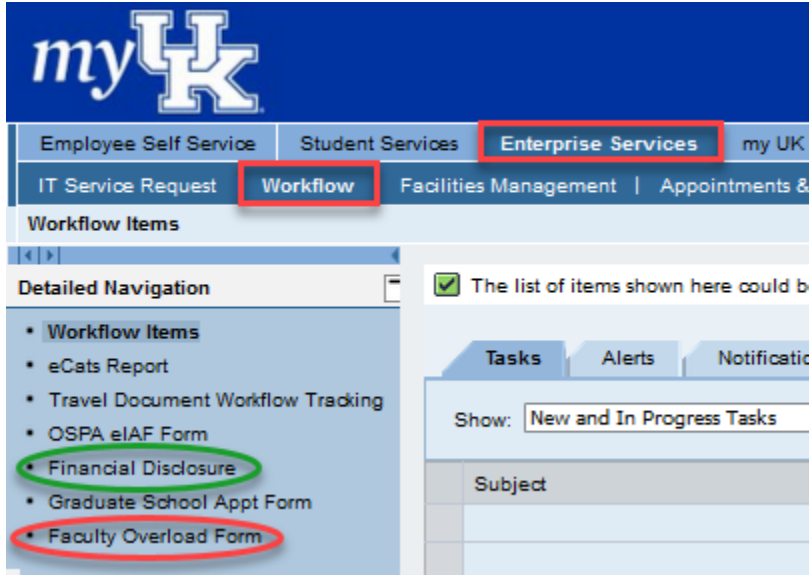 my UK
Employee Self Service Student Services Enterprise Services my UK
IT Service Request Workflow Facilities Management | Appointments &
Workflow Items
Detailed Navigation
• Workflow Items
• eCats Report
• Travel Document Workflow Tracking
• OSPA eIAF Form
• Financial Disclosure
• Graduate School Appt Form
• Faculty Overload Form
The list of items shown here could b
Tasks Alerts Notificatio
Show: New and In Progress Tasks
Subject